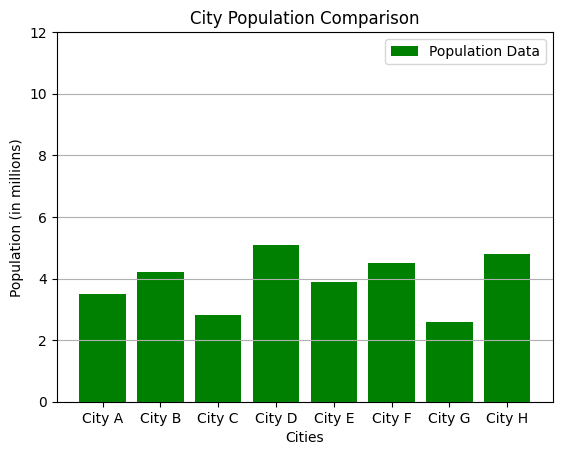 City Population Comparison
Population Data
Population (in millions)
12
10
8
6
4
2
0
City A City B City C City D City E City F City G City H
Cities